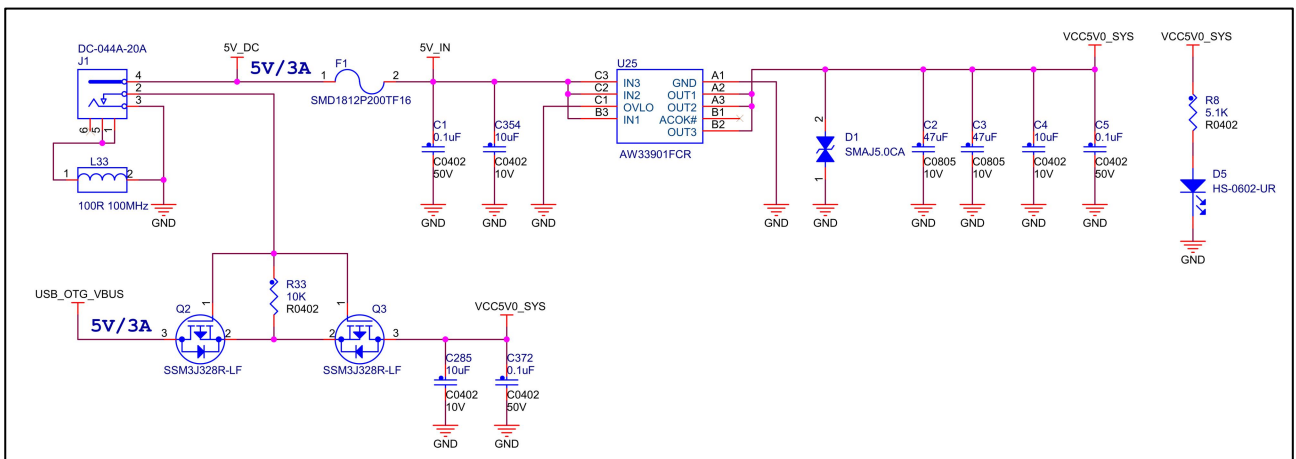 DC-044A-20A
J1
4
2
3
6
5
1
L33
1
2
100R 100MHz
GND
5V_DC
5V/3A
F1
1
2
SMD1812P200TF16
5V_IN
C1
0.1uF
C0402
50V
GND
C354
10uF
C0402
10V
GND
GND
U25
C3 IN3 GND A1
C2 IN2 OUT1 A2
C1 OVLO OUT2 A3
B3 IN1 ACOK# B1
OUT3 B2
AW33901FCR
GND
2
D1
SMAJ5.0CA
1
GND
C2
47uF
C0805
10V
GND
C3
47uF
C0805
10V
GND
C4
10uF
C0402
10V
GND
VCC5V0_SYS
C5
0.1uF
C0402
50V
GND
VCC5V0_SYS
R8
5.1K
R0402
D5
HS-0602-UR
GND
USB_OTG_VBUS
5V/3A
Q2
1
3
2
SSM3J328R-LF
R33
10K
R0402
Q3
1
2
3
SSM3J328R-LF
VCC5V0_SYS
C285
10uF
C0402
10V
GND
C372
0.1uF
C0402
50V
GND